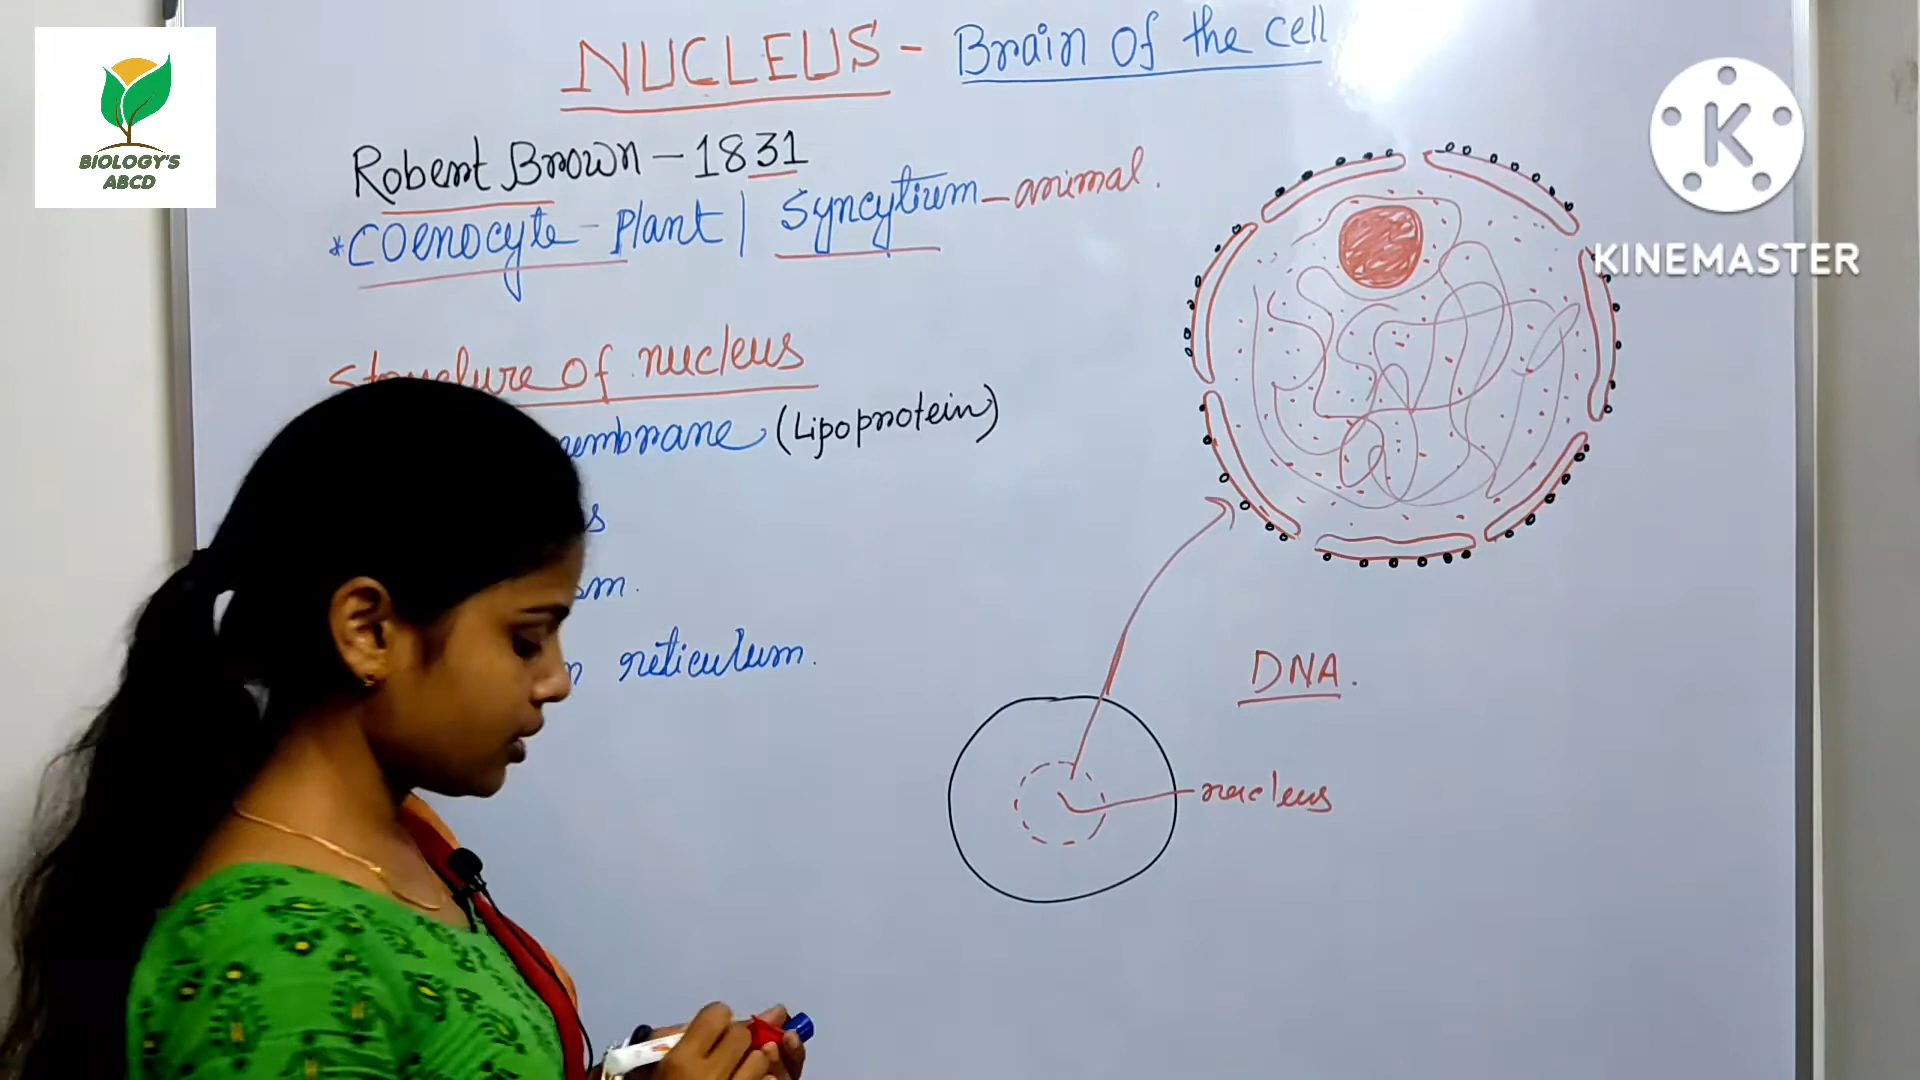 NUCLEUS - Brain of the cell
BIOLOGY'S
ABCD
Robert Brown - 1831
*Coenocyte - Plant | Syncytium - animal.
KINEMASTER
Structure of nucleus
(Lipoprotein)
reticulum.
DNA.
nucleus